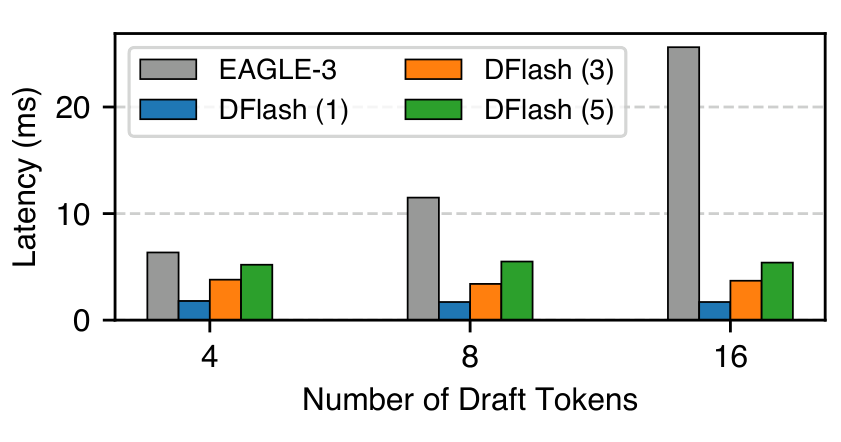 EAGLE-3
DFlash (3)
DFlash (1)
DFlash (5)
Latency (ms)
20
10
0
4
8
16
Number of Draft Tokens